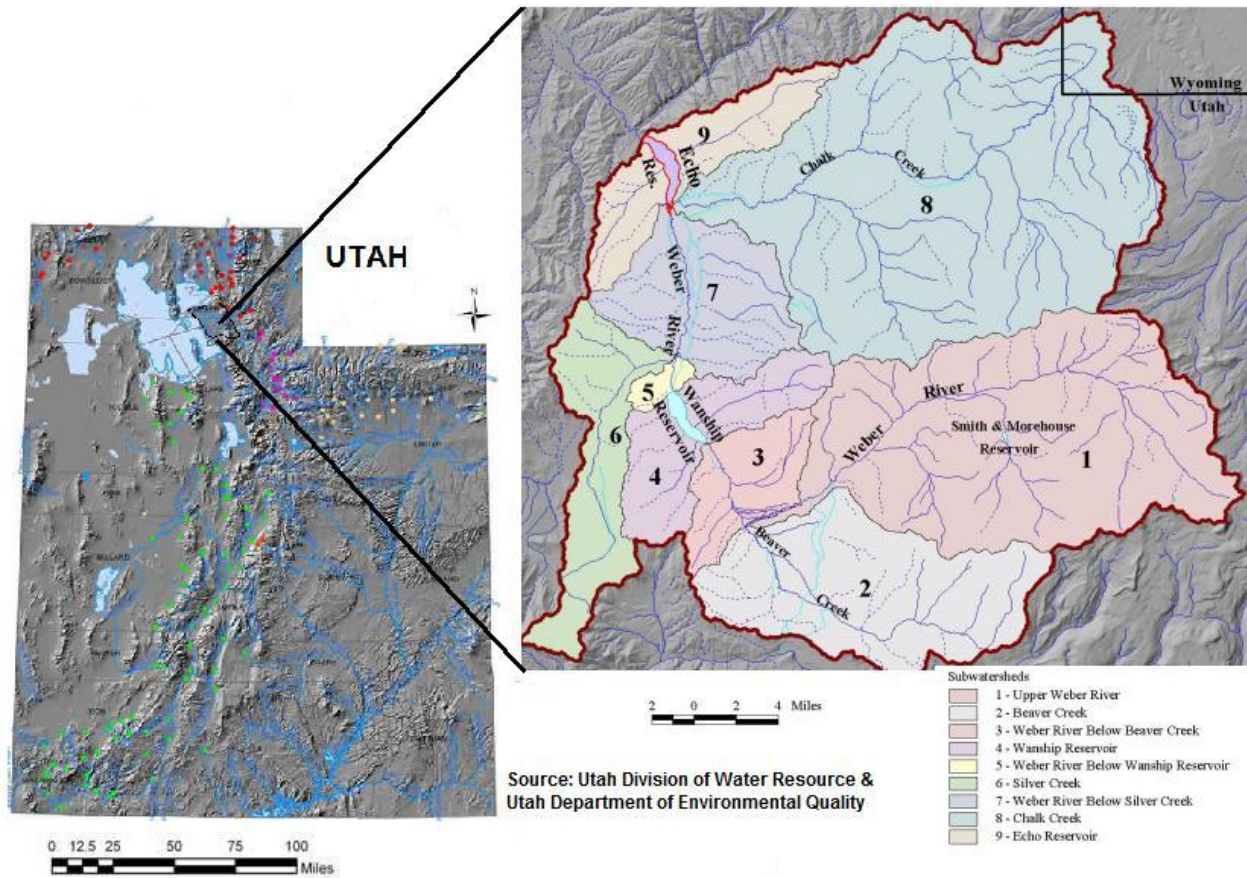 UTAH
N
0 12.5 25 50 75 100
Miles
Wyoming
Utah
9
Echo
Res.
Chalk
Creek
8
Weber
River
7
5
Wanship
Reservoir
6
4
3
River
Weber
Smith & Morehouse
Reservoir
1
Beaver
Creek
2
2 0 2 4 Miles
Source: Utah Division of Water Resource &
Utah Department of Environmental Quality
Subwatersheds
1 - Upper Weber River
2 - Beaver Creek
3 - Weber River Below Beaver Creek
4 - Wanship Reservoir
5 - Weber River Below Wanship Reservoir
6 - Silver Creek
7 - Weber River Below Silver Creek
8 - Chalk Creek
9 - Echo Reservoir